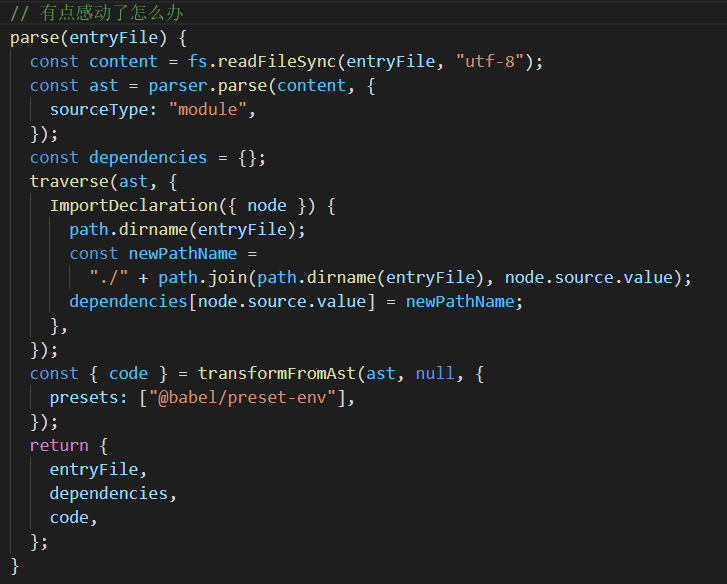 // 有点感动了怎么办
parse(entryFile) {
  const content = fs.readFileSync(entryFile, "utf-8");
  const ast = parser.parse(content, {
    sourceType: "module",
  });
  const dependencies = {};
  traverse(ast, {
    ImportDeclaration({ node }) {
      path.dirname(entryFile);
      const newPathName =
        "./" + path.join(path.dirname(entryFile), node.source.value);
      dependencies[node.source.value] = newPathName;
    },
  });
  const { code } = transformFromAst(ast, null, {
    presets: ["@babel/preset-env"],
  });
  return {
    entryFile,
    dependencies,
    code,
  };
}